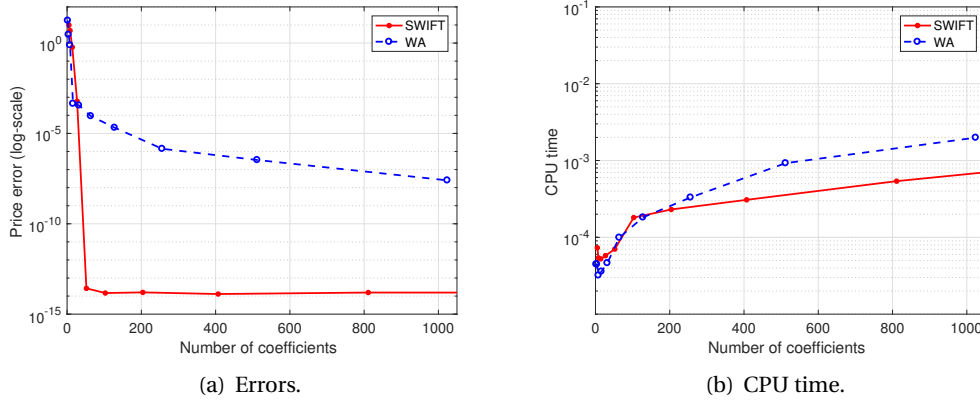 SWIFT
WA
10^0
10^-5
10^-10
10^-15
Price error (log-scale)
0 200 400 600 800 1000
Number of coefficients
(a) Errors.
SWIFT
WA
10^-1
10^-2
10^-3
10^-4
CPU time
0 200 400 600 800 1000
Number of coefficients
(b) CPU time.